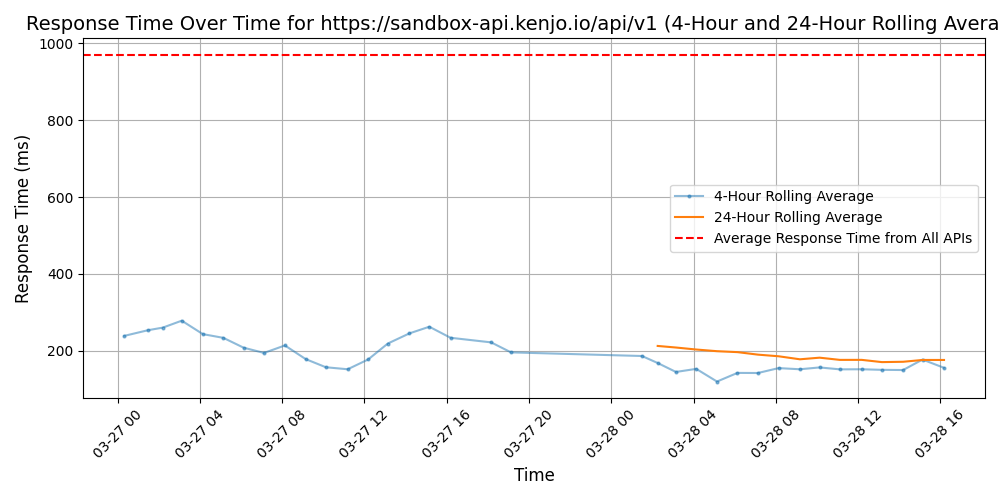 Response Time Over Time for https://sandbox-api.kenjo.io/api/v1 (4-Hour and 24-Hour Rolling Avera
Response Time (ms)
1000
800
600
400
200
4-Hour Rolling Average
24-Hour Rolling Average
Average Response Time from All APIs
03-27 00
03-27 04
03-27 08
03-27 12
03-27 16
03-27 20
03-28 00
03-28 04
03-28 08
03-28 12
03-28 16
Time